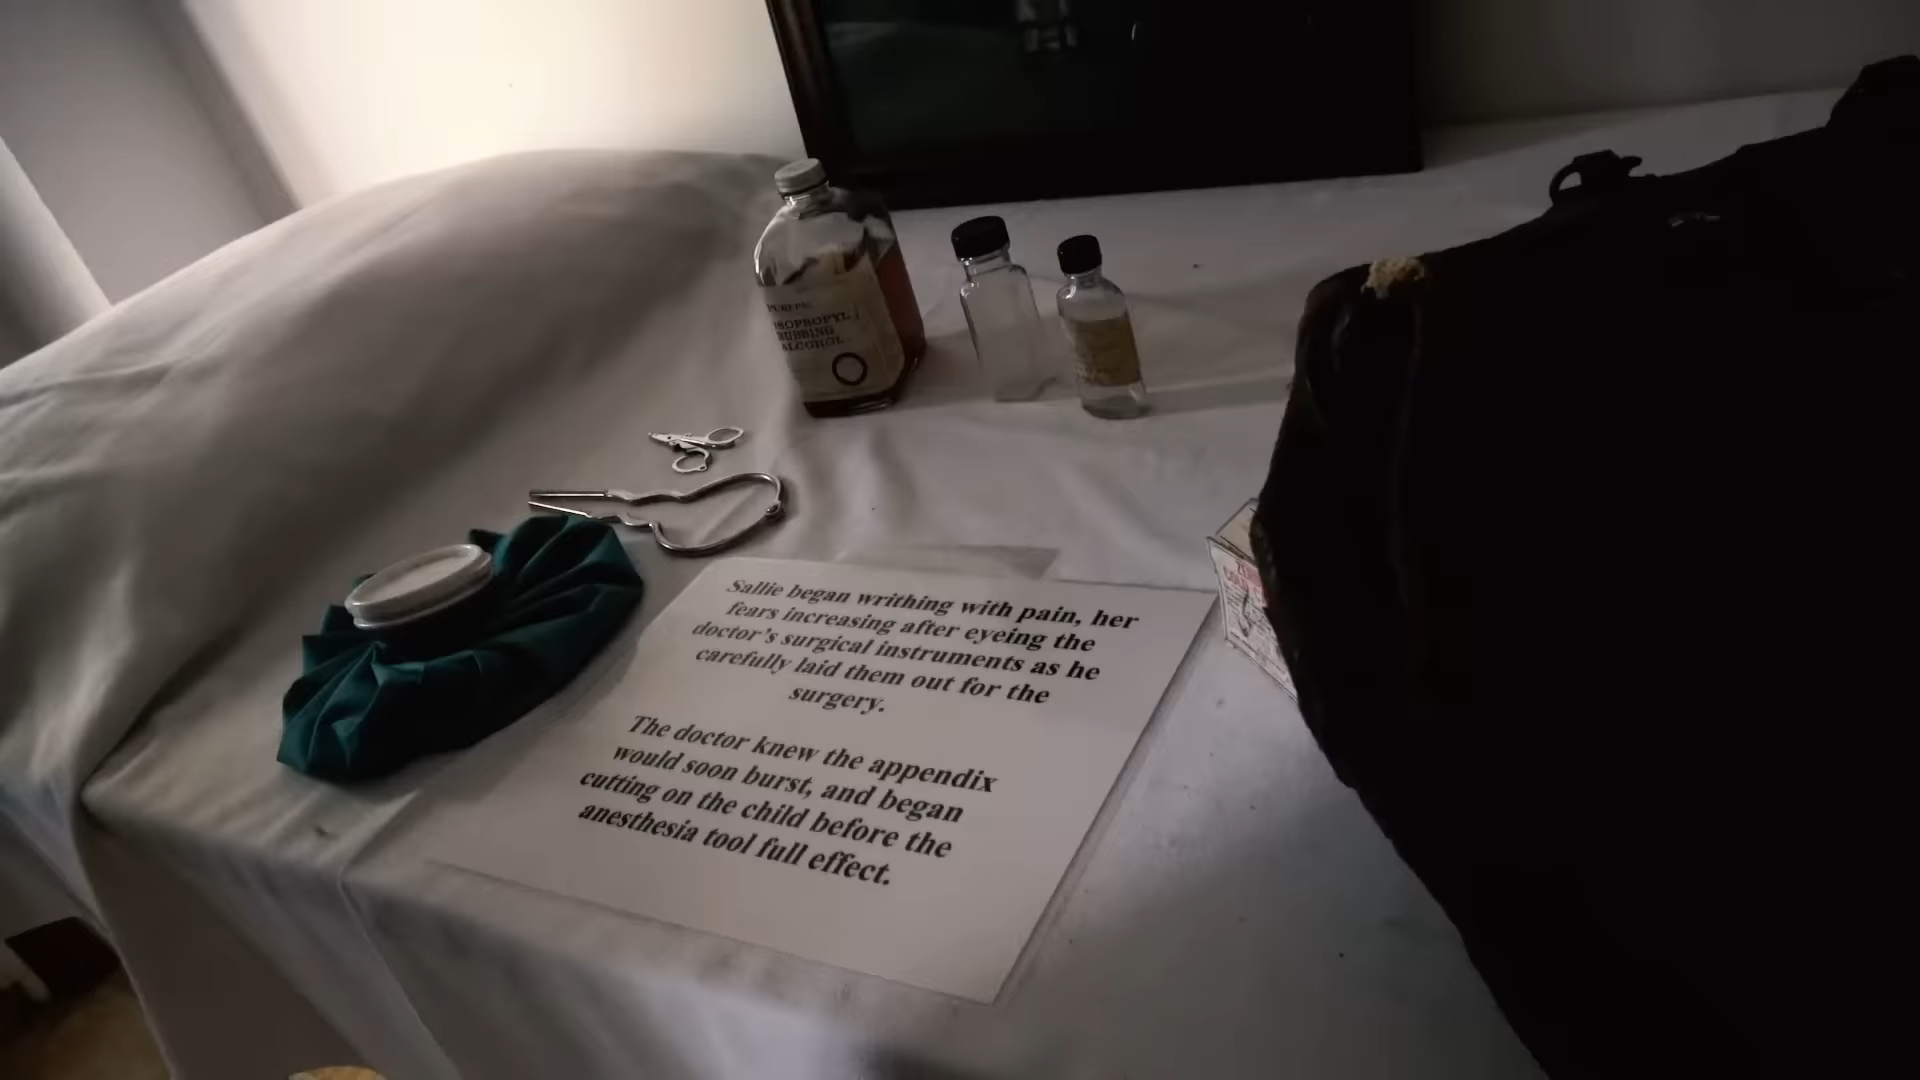 PUREPAC
ISOPROPYL
RUBBING
ALCOHOL
Sallie began writhing with pain, her
fears increasing after eyeing the
doctor's surgical instruments as he
carefully laid them out for the
surgery.
The doctor knew the appendix
would soon burst, and began
cutting on the child before the
anesthesia tool full effect.